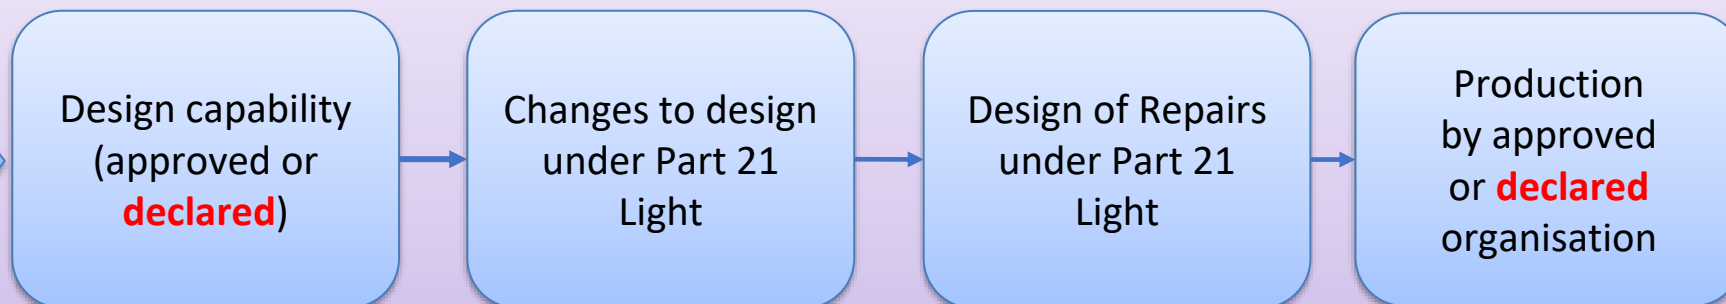 Design capability
(approved or
declared)
Changes to design
under Part 21
Light
Design of Repairs
under Part 21
Light
Production
by approved
or declared
organisation